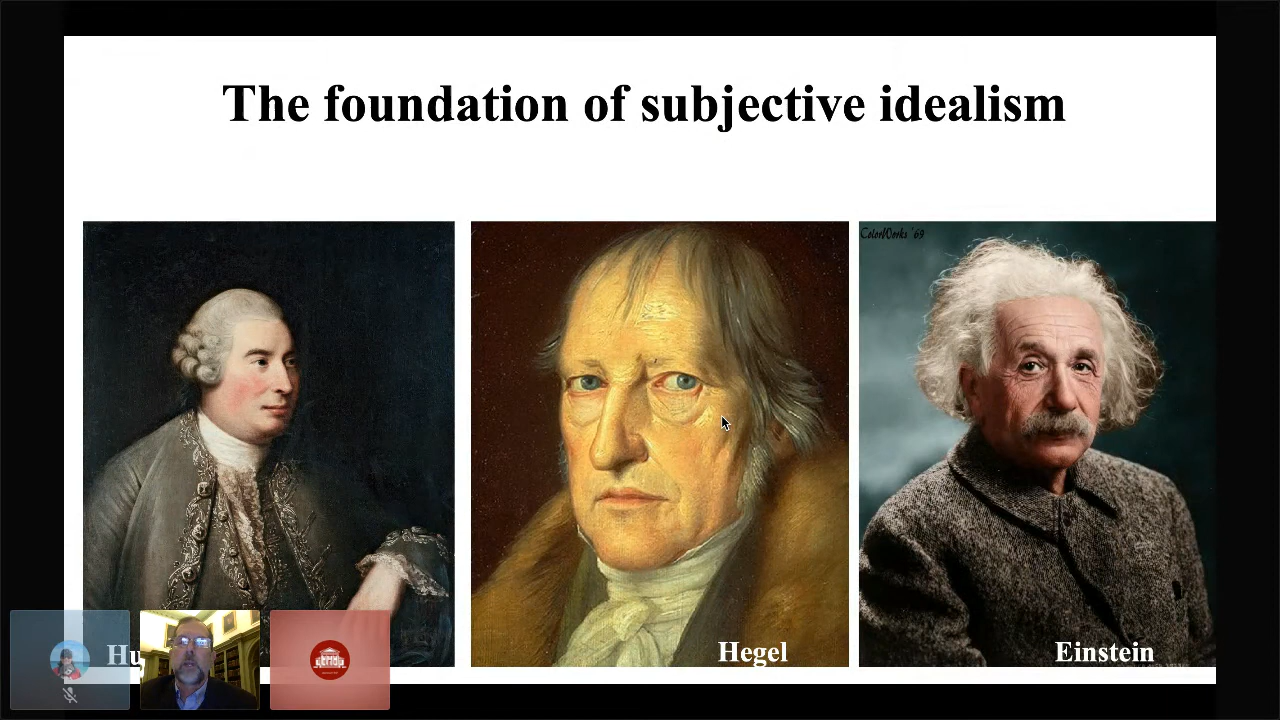 The foundation of subjective idealism
ColorWorks '69
Hu
Hegel
Einstein